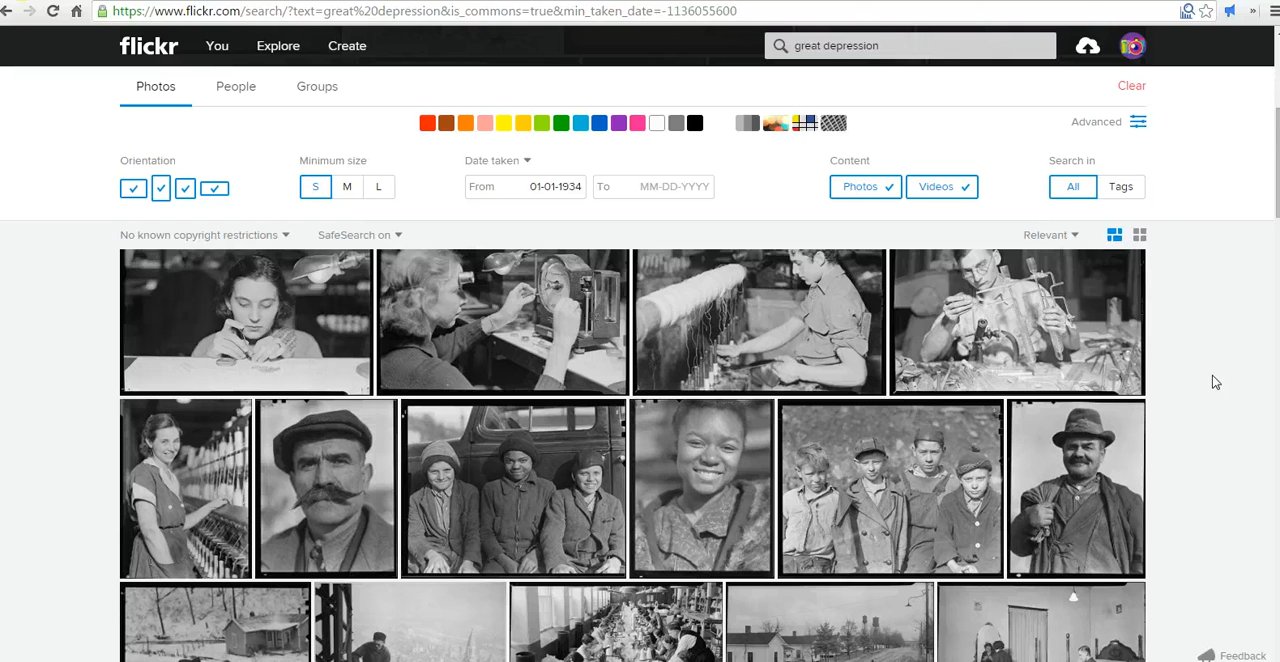 https://www.flickr.com/search/?text=great%20depression&is_commons=true&min_taken_date=-1136055600
flickr You Explore Create great depression
Photos People Groups Clear
Advanced
Orientation Minimum size Date taken Content Search in
S M L From 01-01-1934 To MM-DD-YYYY Photos Videos All Tags
No known copyright restrictions SafeSearch on Relevant
Feedback